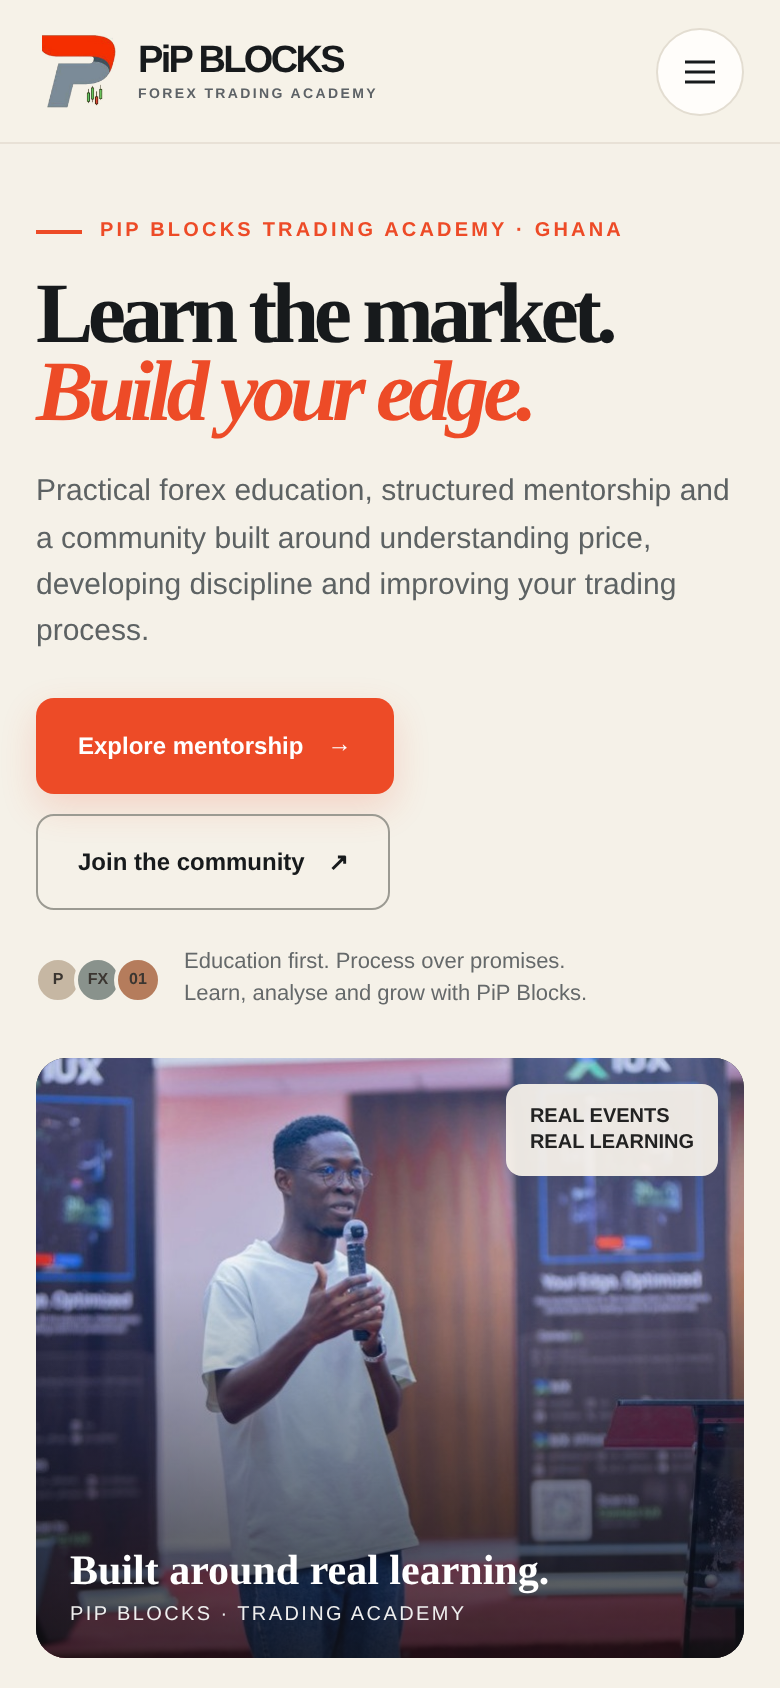 PiP BLOCKS
FOREX TRADING ACADEMY
PIP BLOCKS TRADING ACADEMY · GHANA
Learn the market.
Build your edge.
Practical forex education, structured mentorship and
a community built around understanding price,
developing discipline and improving your trading
process.
Explore mentorship →
Join the community ↗
P FX 01
Education first. Process over promises.
Learn, analyse and grow with PiP Blocks.
IUX
REAL EVENTS
REAL LEARNING
Your Edge, Optimized
Built around real learning.
PIP BLOCKS · TRADING ACADEMY